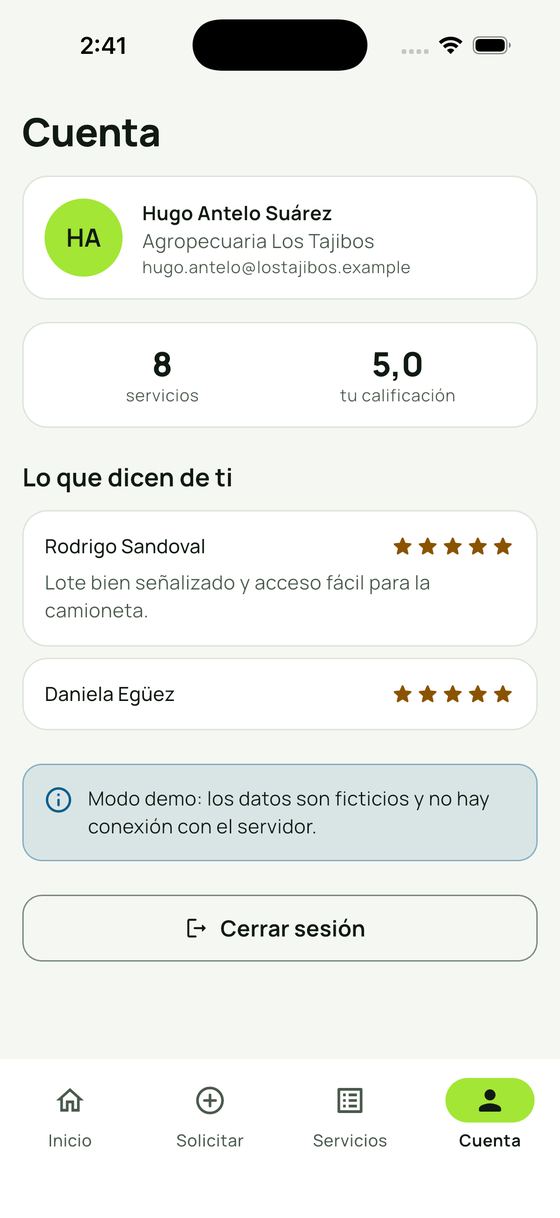 2:41
Cuenta
HA
Hugo Antelo Suárez
Agropecuaria Los Tajibos
hugo.antelo@lostajibos.example
8
servicios
5,0
tu calificación
Lo que dicen de ti
Rodrigo Sandoval
Lote bien señalizado y acceso fácil para la
camioneta.
Daniela Egüez
Modo demo: los datos son ficticios y no hay
conexión con el servidor.
Cerrar sesión
Inicio
Solicitar
Servicios
Cuenta